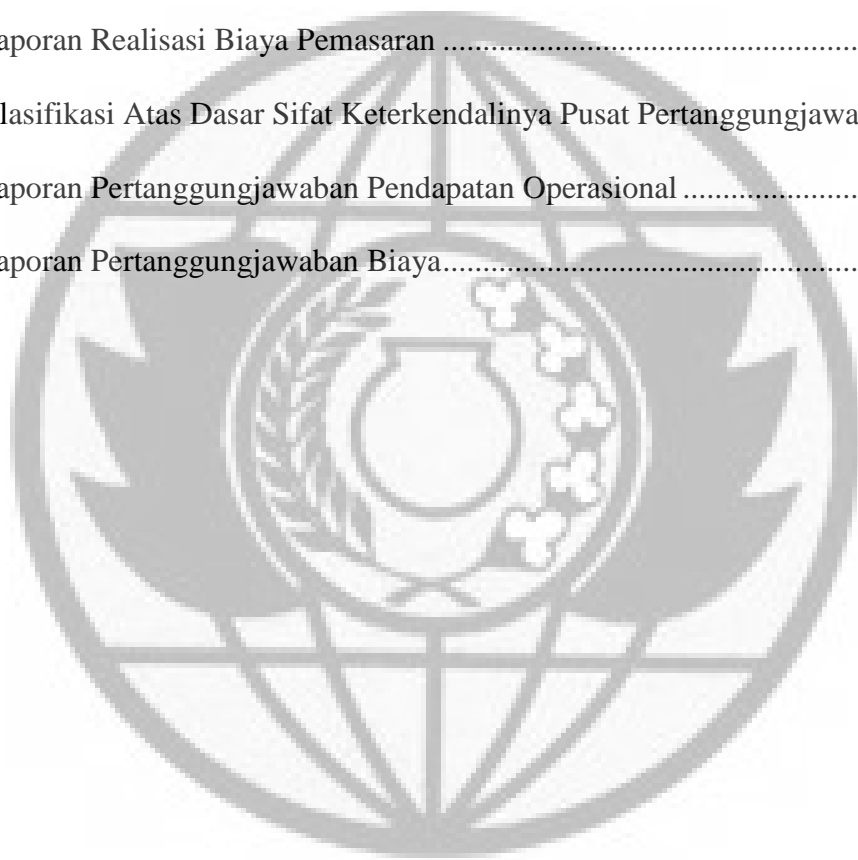 aporan Realisasi Biaya Pemasaran ......................................................
lasifikasi Atas Dasar Sifat Keterkendalinya Pusat Pertanggungjawa
aporan Pertanggungjawaban Pendapatan Operasional ......................
aporan Pertanggungjawaban Biaya.....................................................